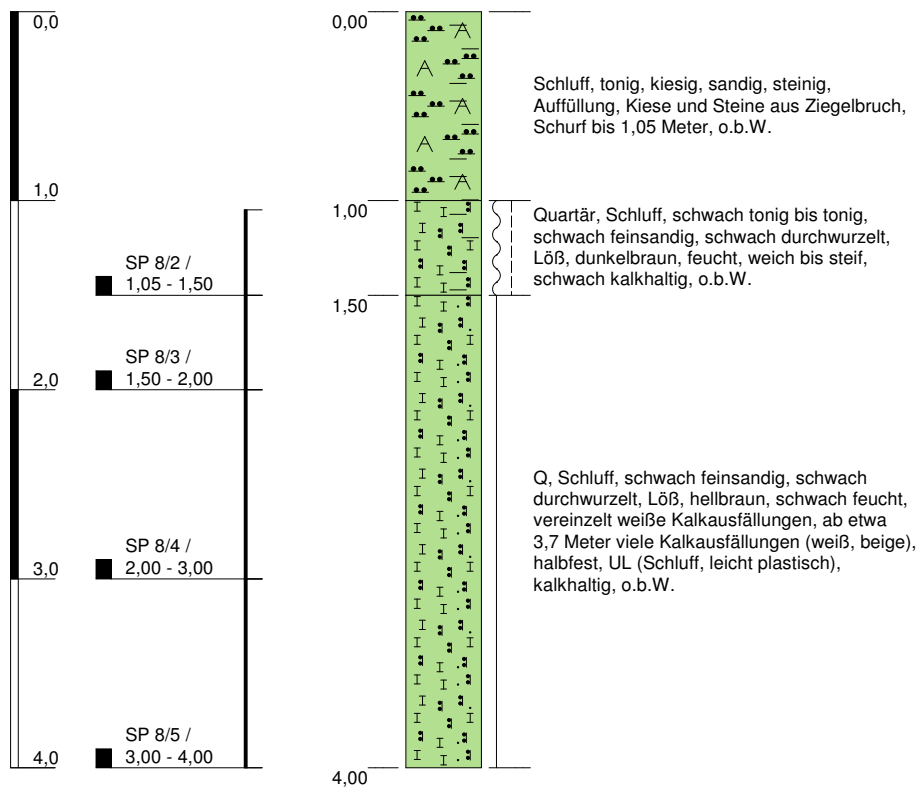 0,0
1,0
2,0
3,0
4,0
SP 8/2 /
1,05 - 1,50
SP 8/3 /
1,50 - 2,00
SP 8/4 /
2,00 - 3,00
SP 8/5 /
3,00 - 4,00
0,00
1,00
1,50
4,00
Schluff, tonig, kiesig, sandig, steinig,
Auffüllung, Kiese und Steine aus Ziegelbruch,
Schurf bis 1,05 Meter, o.b.W.
Quartär, Schluff, schwach tonig bis tonig,
schwach feinsandig, schwach durchwurzelt,
Löß, dunkelbraun, feucht, weich bis steif,
schwach kalkhaltig, o.b.W.
Q, Schluff, schwach feinsandig, schwach
durchwurzelt, Löß, hellbraun, schwach feucht,
vereinzelt weiße Kalkausfällungen, ab etwa
3,7 Meter viele Kalkausfällungen (weiß, beige),
halbfest, UL (Schluff, leicht plastisch),
kalkhaltig, o.b.W.